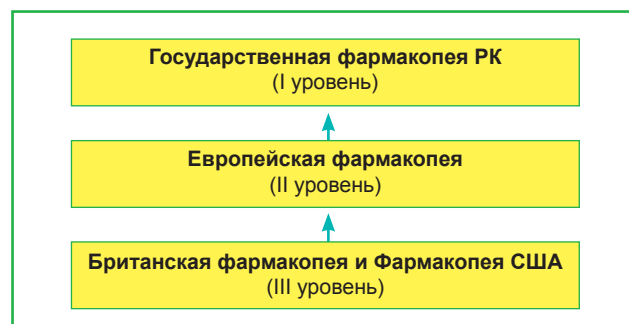 Государственная фармакопея РК
(I уровень)
Европейская фармакопея
(II уровень)
Британская фармакопея и Фармакопея США
(III уровень)